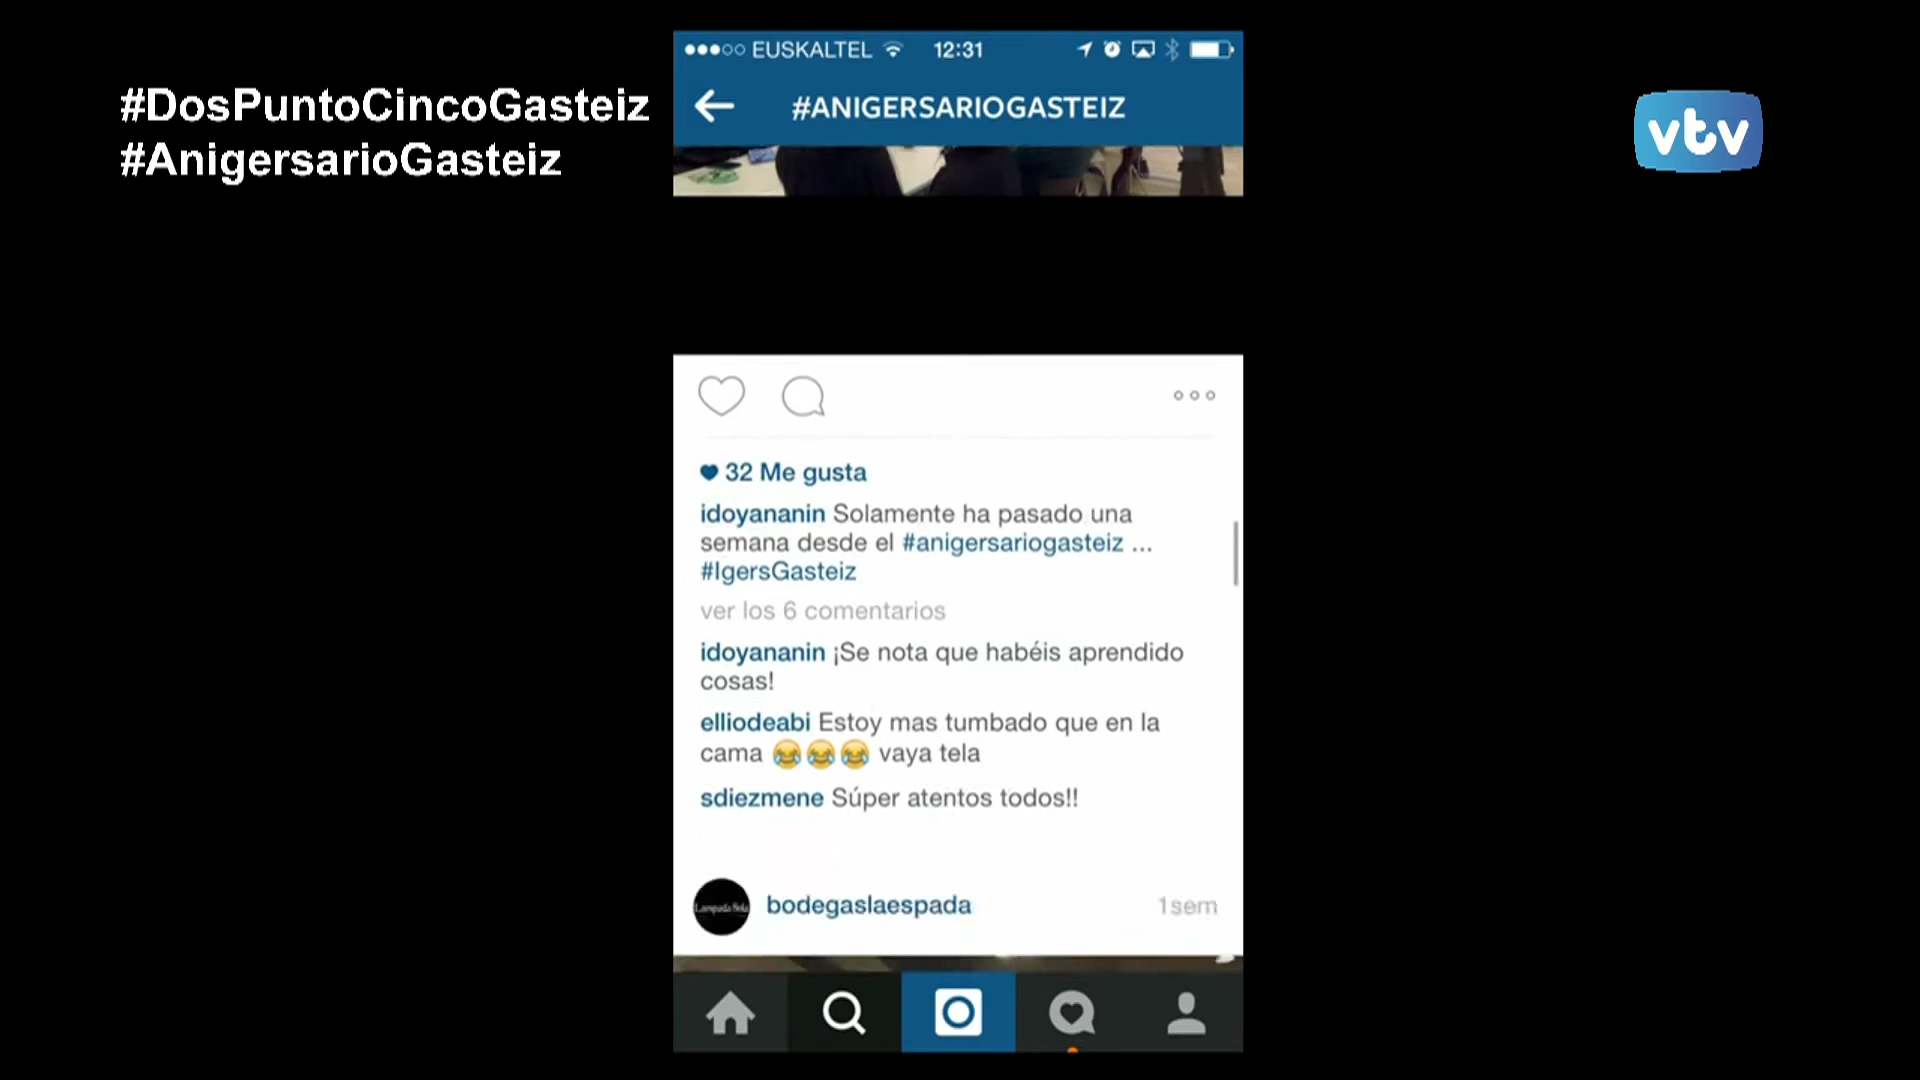 #DosPuntoCincoGasteiz
#AnigersarioGasteiz
EUSKALTEL 12:31
#ANIGERSARIOGASTEIZ
vtv
32 Me gusta
idoyananin Solamente ha pasado una
semana desde el #anigersariogasteiz ...
#IgersGasteiz
ver los 6 comentarios
idoyananin ¡Se nota que habéis aprendido
cosas!
elliodeabi Estoy mas tumbado que en la
cama 😂😂😂 vaya tela
sdiezmene Súper atentos todos!!
bodegaslaespada 1sem